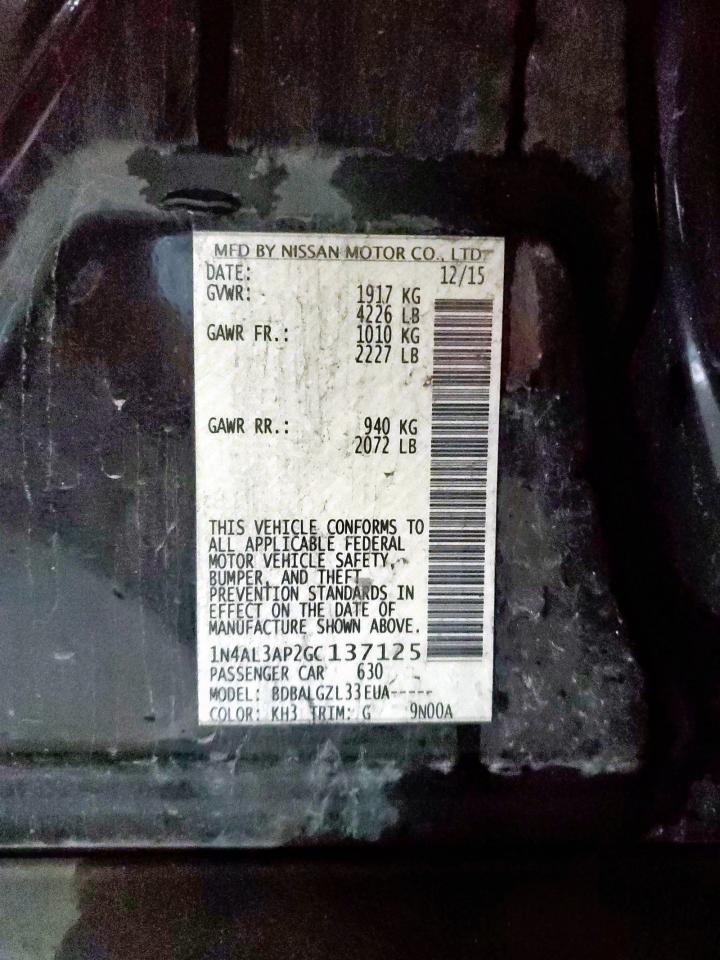 MFD BY NISSAN MOTOR CO., LTD.
DATE: 12/15
GVWR: 1917 KG
4226 LB
GAWR FR.: 1010 KG
2227 LB
GAWR RR.: 940 KG
2072 LB
THIS VEHICLE CONFORMS TO
ALL APPLICABLE FEDERAL
MOTOR VEHICLE SAFETY,
BUMPER, AND THEFT
PREVENTION STANDARDS IN
EFFECT ON THE DATE OF
MANUFACTURE SHOWN ABOVE.
1N4AL3AP2GC137125
PASSENGER CAR 630
MODEL: BDBALGZL33EUA-----
COLOR: KH3 TRIM: G 9N00A